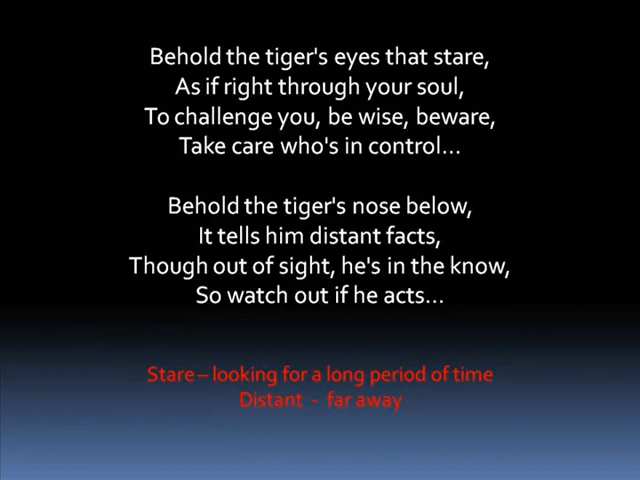 Behold the tiger's eyes that stare,
As if right through your soul,
To challenge you, be wise, beware,
Take care who's in control...
Behold the tiger's nose below,
It tells him distant facts,
Though out of sight, he's in the know,
So watch out if he acts...
Stare – looking for a long period of time
Distant - far away